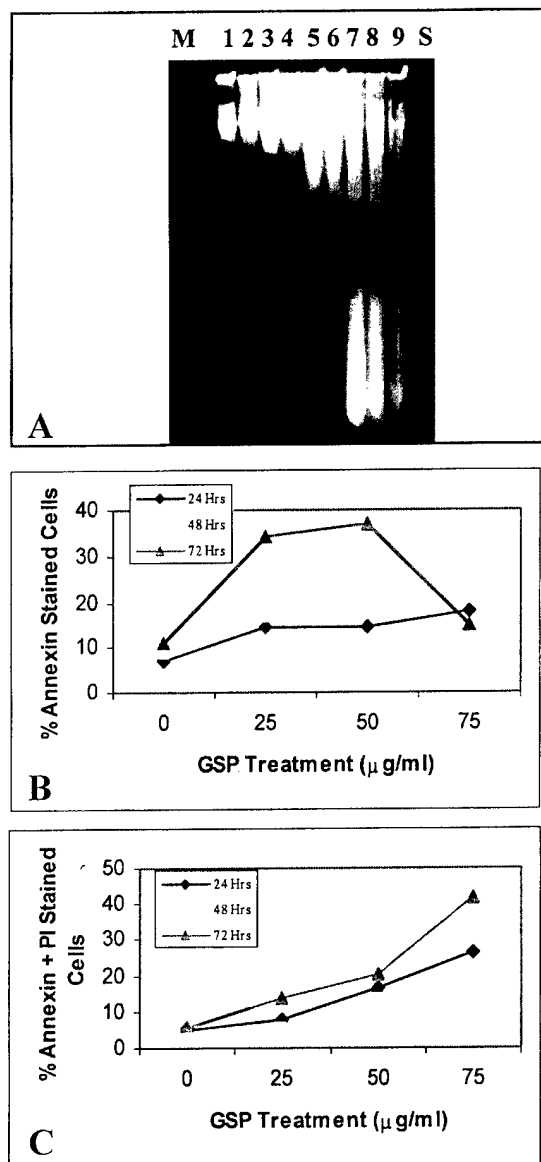 M 1 2 3 4 5 6 7 8 9 S
A
% Annexin Stained Cells
40
30
20
10
0
24 Hrs
48 Hrs
72 Hrs
0 25 50 75
GSP Treatment (μg/ml)
B
% Annexin + PI Stained
Cells
50
40
30
20
10
0
24 Hrs
48 Hrs
72 Hrs
0 25 50 75
GSP Treatment (μg/ml)
C